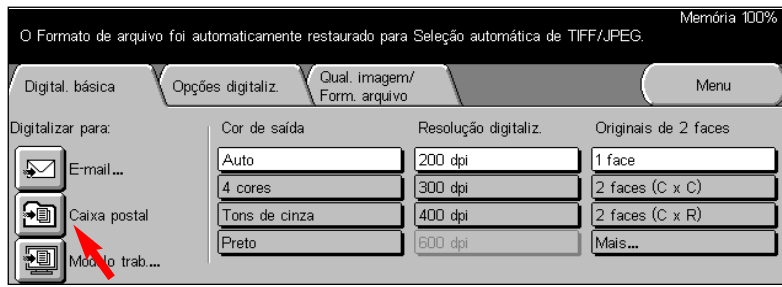 Memória 100%
O Formato de arquivo foi automaticamente restaurado para Seleção automática de TIFF/JPEG.
Digital. básica
Opções digitaliz.
Qual. imagem/
Form. arquivo
Menu
Digitalizar para:
E-mail...
Caixa postal
Modelo trab....
Cor de saída
Auto
4 cores
Tons de cinza
Preto
Resolução digitaliz.
200 dpi
300 dpi
400 dpi
600 dpi
Originais de 2 faces
1 face
2 faces (C x C)
2 faces (C x R)
Mais...